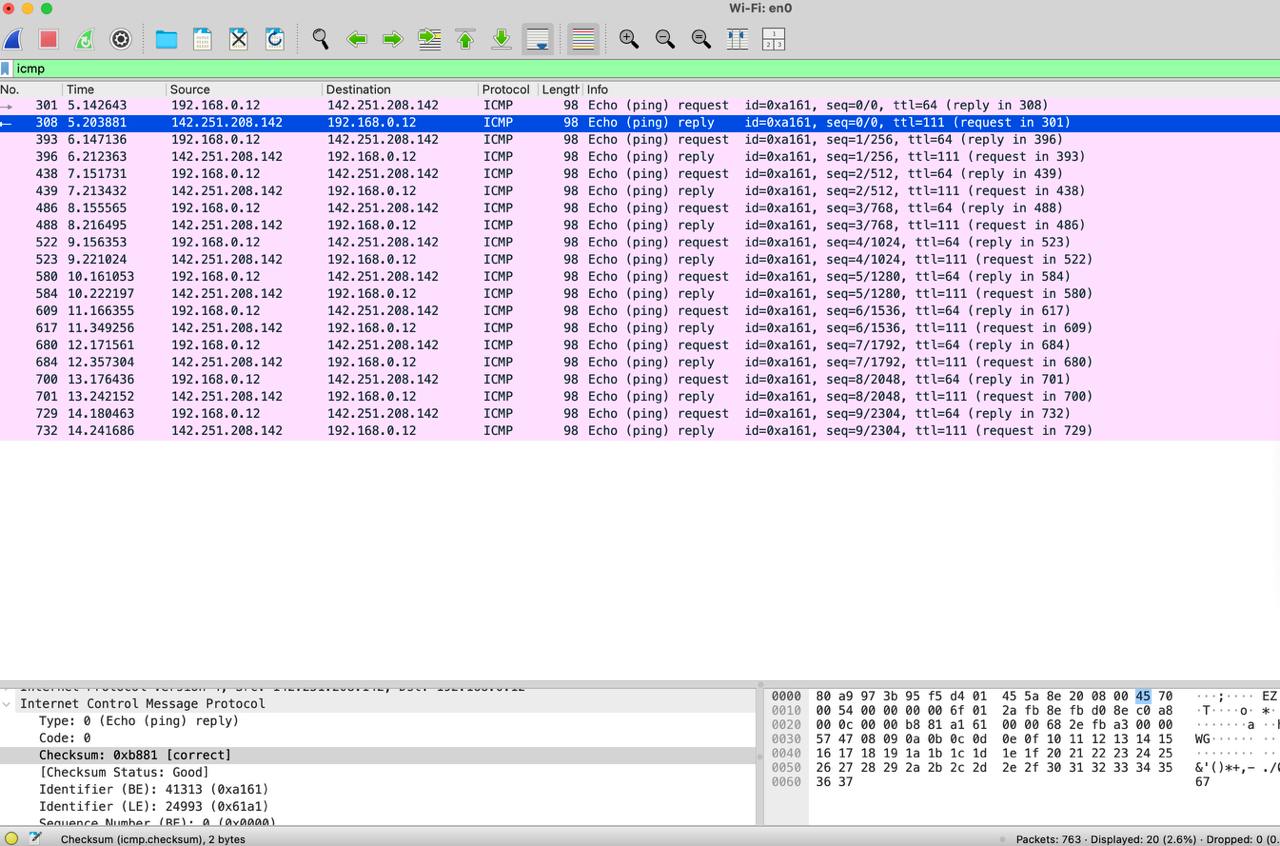 Wi-Fi: en0
icmp
No. Time Source Destination Protocol Length Info
301 5.142643 192.168.0.12 142.251.208.142 ICMP 98 Echo (ping) request id=0xa161, seq=0/0, ttl=64 (reply in 308)
308 5.203881 142.251.208.142 192.168.0.12 ICMP 98 Echo (ping) reply id=0xa161, seq=0/0, ttl=111 (request in 301)
393 6.147136 192.168.0.12 142.251.208.142 ICMP 98 Echo (ping) request id=0xa161, seq=1/256, ttl=64 (reply in 396)
396 6.212363 142.251.208.142 192.168.0.12 ICMP 98 Echo (ping) reply id=0xa161, seq=1/256, ttl=111 (request in 393)
438 7.151731 192.168.0.12 142.251.208.142 ICMP 98 Echo (ping) request id=0xa161, seq=2/512, ttl=64 (reply in 439)
439 7.213432 142.251.208.142 192.168.0.12 ICMP 98 Echo (ping) reply id=0xa161, seq=2/512, ttl=111 (request in 438)
486 8.155565 192.168.0.12 142.251.208.142 ICMP 98 Echo (ping) request id=0xa161, seq=3/768, ttl=64 (reply in 488)
488 8.216495 142.251.208.142 192.168.0.12 ICMP 98 Echo (ping) reply id=0xa161, seq=3/768, ttl=111 (request in 486)
522 9.156353 192.168.0.12 142.251.208.142 ICMP 98 Echo (ping) request id=0xa161, seq=4/1024, ttl=64 (reply in 523)
523 9.221024 142.251.208.142 192.168.0.12 ICMP 98 Echo (ping) reply id=0xa161, seq=4/1024, ttl=111 (request in 522)
580 10.161053 192.168.0.12 142.251.208.142 ICMP 98 Echo (ping) request id=0xa161, seq=5/1280, ttl=64 (reply in 584)
584 10.222197 142.251.208.142 192.168.0.12 ICMP 98 Echo (ping) reply id=0xa161, seq=5/1280, ttl=111 (request in 580)
609 11.166355 192.168.0.12 142.251.208.142 ICMP 98 Echo (ping) request id=0xa161, seq=6/1536, ttl=64 (reply in 617)
617 11.349256 142.251.208.142 192.168.0.12 ICMP 98 Echo (ping) reply id=0xa161, seq=6/1536, ttl=111 (request in 609)
680 12.171561 192.168.0.12 142.251.208.142 ICMP 98 Echo (ping) request id=0xa161, seq=7/1792, ttl=64 (reply in 684)
684 12.357304 142.251.208.142 192.168.0.12 ICMP 98 Echo (ping) reply id=0xa161, seq=7/1792, ttl=111 (request in 680)
700 13.176436 192.168.0.12 142.251.208.142 ICMP 98 Echo (ping) request id=0xa161, seq=8/2048, ttl=64 (reply in 701)
701 13.242152 142.251.208.142 192.168.0.12 ICMP 98 Echo (ping) reply id=0xa161, seq=8/2048, ttl=111 (request in 700)
729 14.180463 192.168.0.12 142.251.208.142 ICMP 98 Echo (ping) request id=0xa161, seq=9/2304, ttl=64 (reply in 732)
732 14.241686 142.251.208.142 192.168.0.12 ICMP 98 Echo (ping) reply id=0xa161, seq=9/2304, ttl=111 (request in 729)
Internet Control Message Protocol
Type: 0 (Echo (ping) reply)
Code: 0
Checksum: 0xb881 [correct]
[Checksum Status: Good]
Identifier (BE): 41313 (0xa161)
Identifier (LE): 24993 (0x61a1)
Sequence Number (BE): 0 (0x0000)
0000 80 a9 97 3b 95 f5 d4 01 45 5a 8e 20 08 00 45 70 ···;···· EZ
0010 00 54 00 00 00 00 6f 01 2a fb 8e fb d0 8e c0 a8 ·T····o· *·
0020 00 0c 00 00 b8 81 a1 61 00 00 68 2e fb a3 00 00 ·······a ··h
0030 57 47 08 09 0a 0b 0c 0d 0e 0f 10 11 12 13 14 15 WG······ ········
0040 16 17 18 19 1a 1b 1c 1d 1e 1f 20 21 22 23 24 25 ········ ··
0050 26 27 28 29 2a 2b 2c 2d 2e 2f 30 31 32 33 34 35 &'()*+,- ./0
0060 36 37 67
Checksum (icmp.checksum), 2 bytes
Packets: 763 · Displayed: 20 (2.6%) · Dropped: 0 (0.